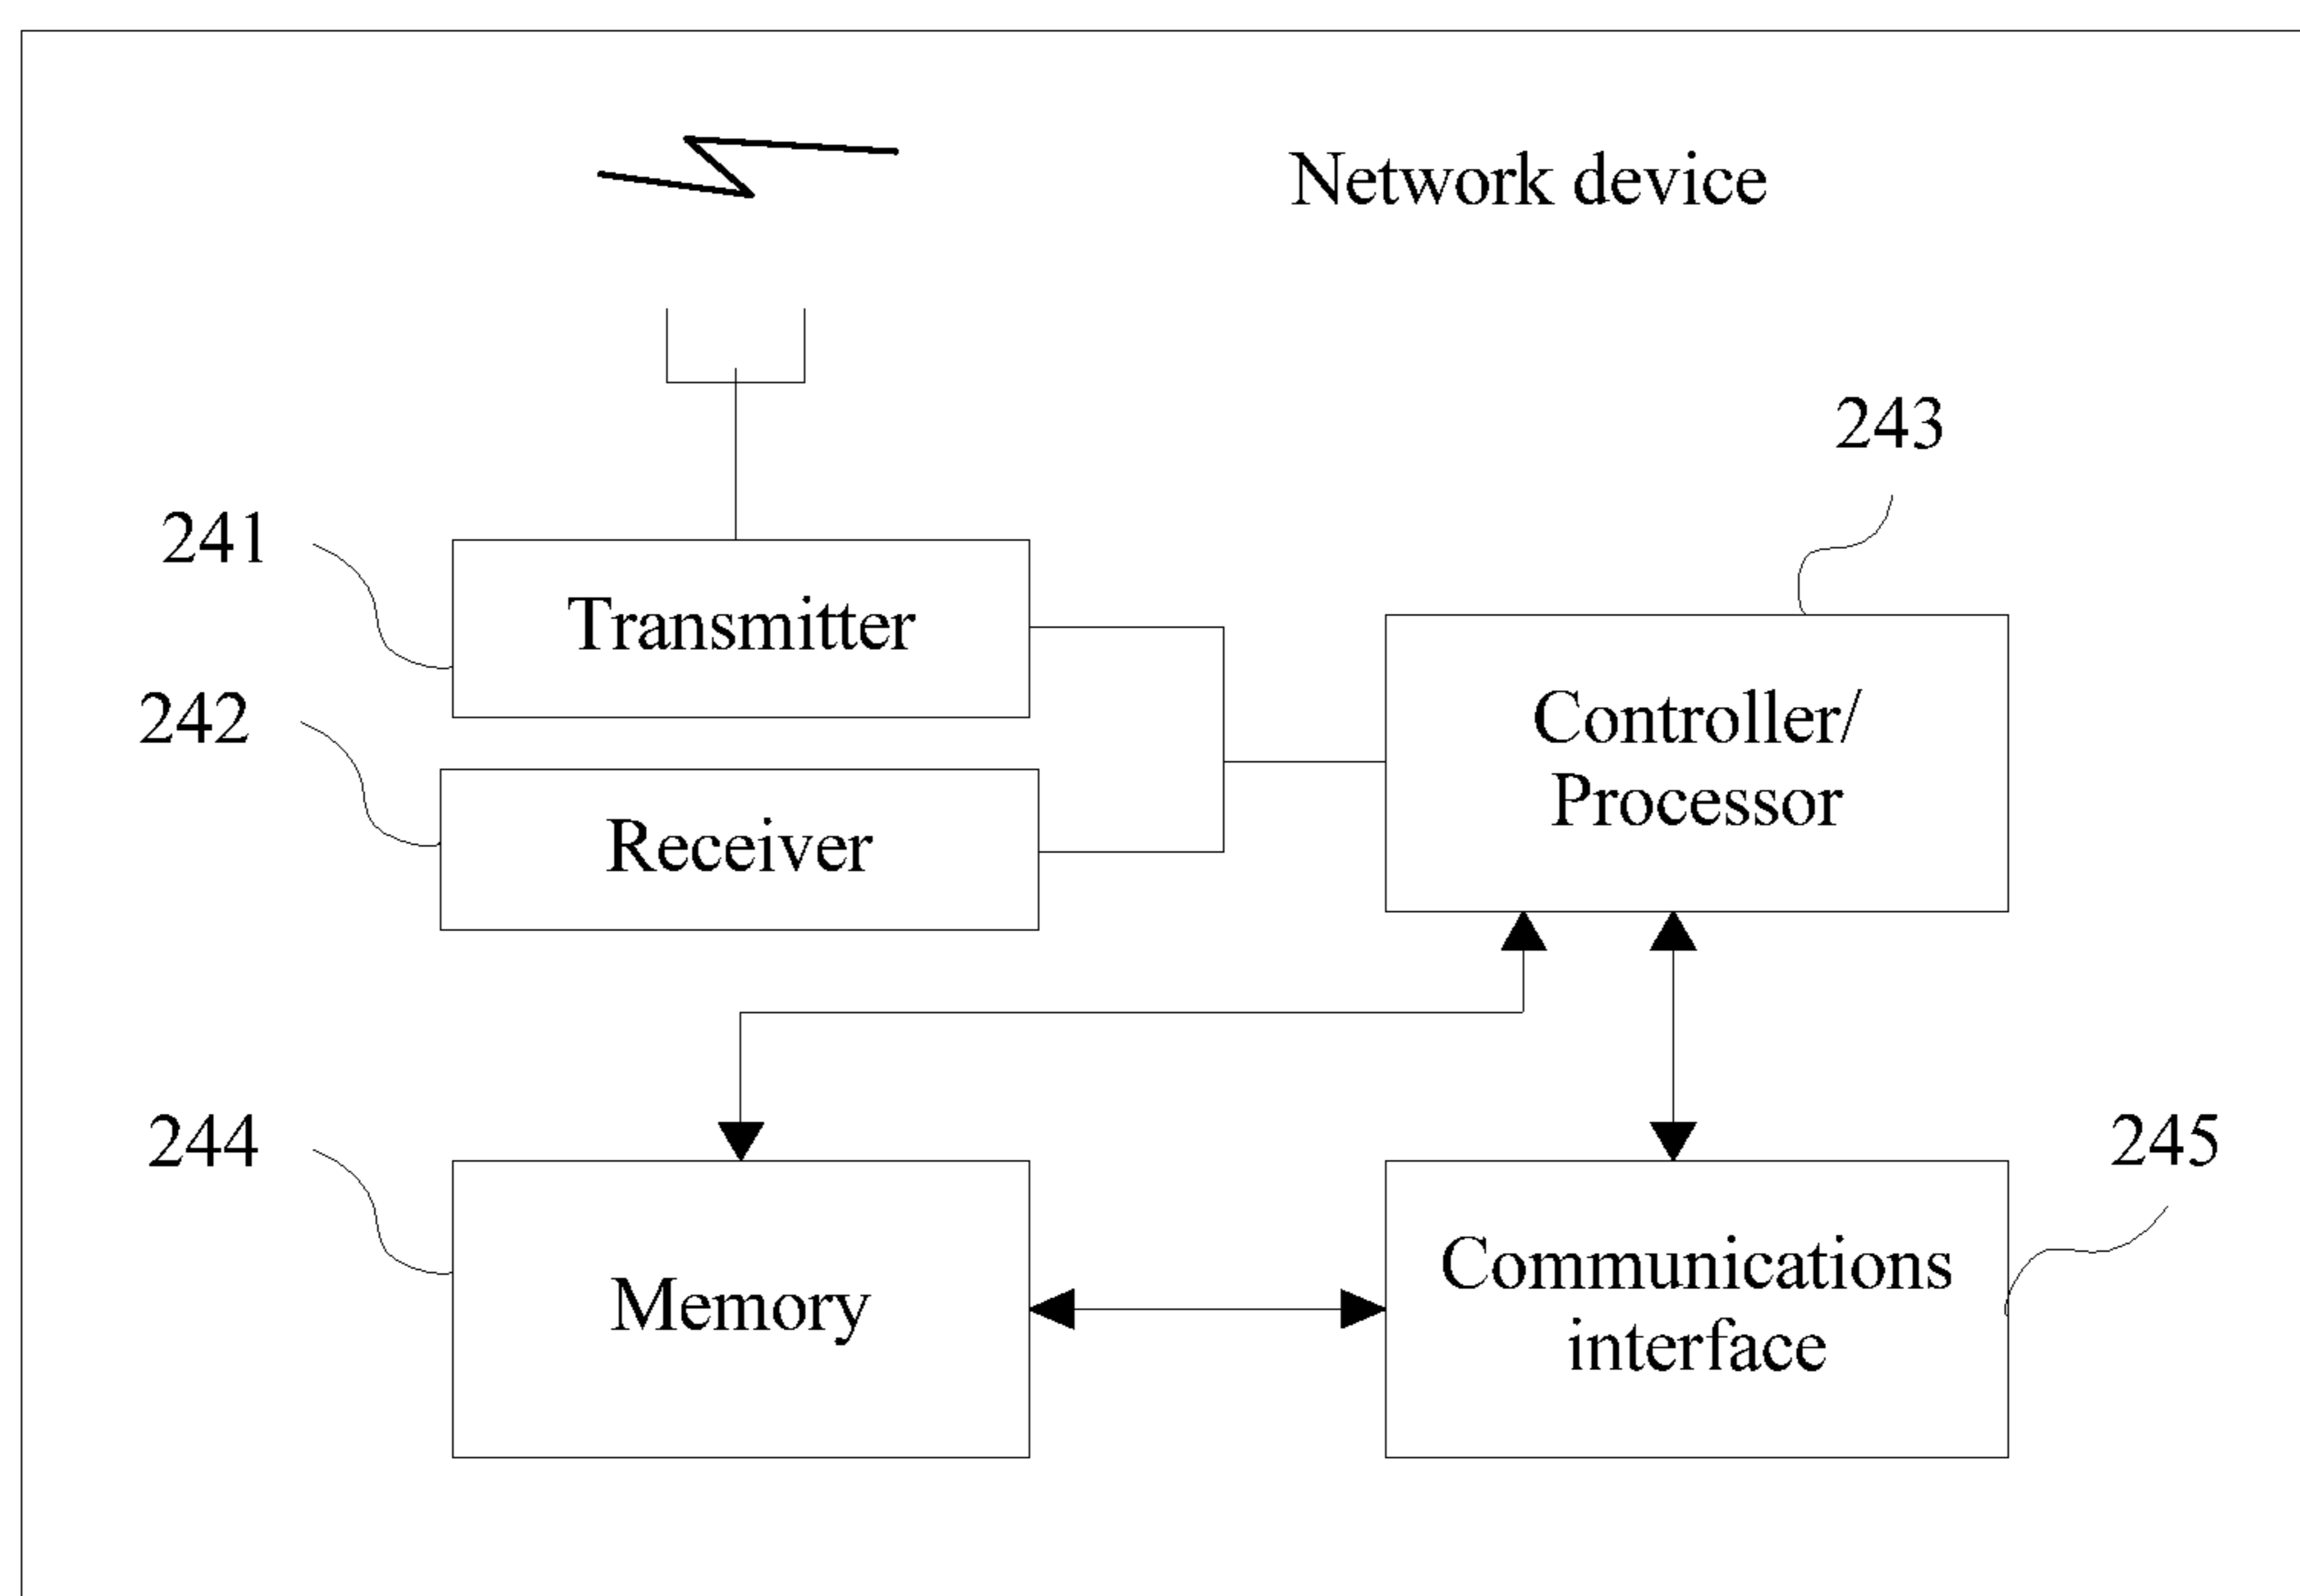 Network device
243
241
Transmitter
Controller/
Processor
242
Receiver
244
Memory
245
Communications
interface